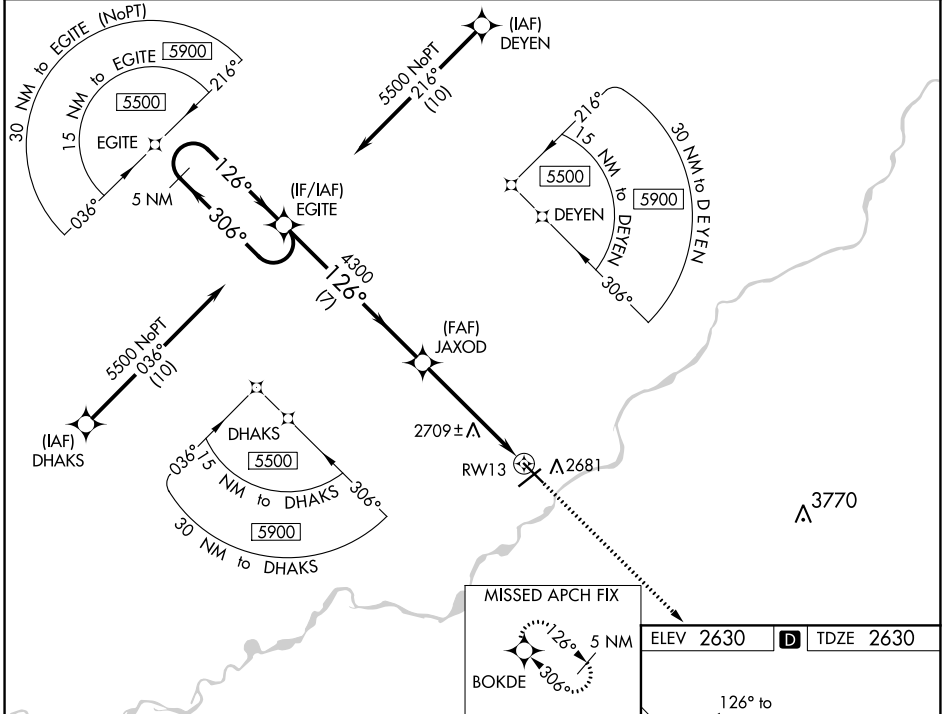 30 NM to EGITE (NoPT)
5900
15 NM to EGITE
5500
216°
036°
EGITE
(IAF)
DEYEN
5500 NoPT
216°
(10)
216°
15 NM to DEYEN
5500
30 NM to DEYEN
5900
DEYEN
306°
126°
5 NM
306°
(IF/IAF)
EGITE
4300
126°
(7)
5500 NoPT
036°
(10)
(IAF)
DHAKS
(FAF)
JAXOD
2709±
RW13
2681
3770
DHAKS
036°
15 NM to DHAKS
5500
306°
5900
30 NM to DHAKS
MISSED APCH FIX
126°
5 NM
306°
BOKDE
ELEV 2630 D TDZE 2630
126° to